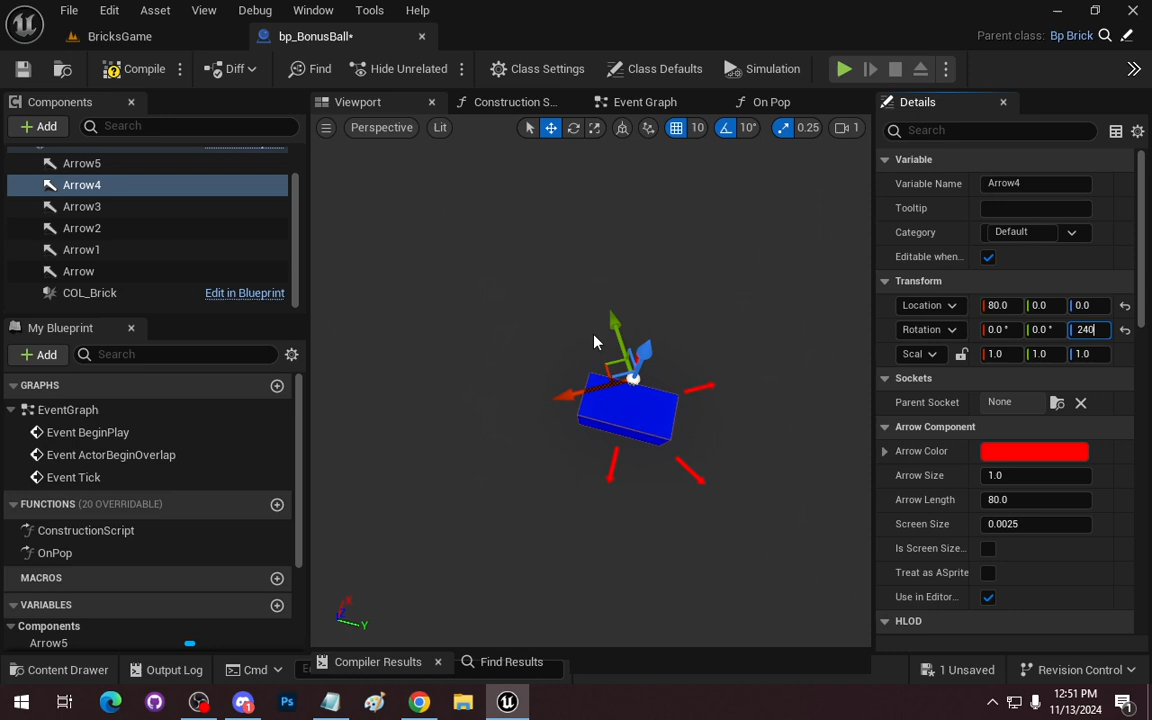 File Edit Asset View Debug Window Tools Help
BricksGame bp_BonusBall* Parent class: Bp Brick
Compile Diff Find Hide Unrelated Class Settings Class Defaults Simulation
Components Viewport Construction S... Event Graph On Pop Details
Add Search Perspective Lit 10 10° 0.25 1 Search
Variable
Arrow5
Variable Name Arrow4
Arrow4
Tooltip
Arrow3
Category Default
Arrow2
Editable when...
Arrow1
Arrow
Transform
COL_Brick Edit in Blueprint
Location 80.0 0.0 0.0
My Blueprint
Rotation 0.0 ° 0.0 ° 240
Add Search
Scal 1.0 1.0 1.0
GRAPHS
Sockets
EventGraph
Parent Socket None
Event BeginPlay
Arrow Component
Event ActorBeginOverlap
Arrow Color
Event Tick
Arrow Size 1.0
FUNCTIONS (20 OVERRIDABLE)
Arrow Length 80.0
ConstructionScript
Screen Size 0.0025
OnPop
Is Screen Size...
MACROS
Treat as ASprite
VARIABLES
Use in Editor...
Components
HLOD
Arrow5
X
Y
Compiler Results Find Results
Content Drawer Output Log Cmd 1 Unsaved Revision Control
Ps
12:51 PM
11/13/2024
1